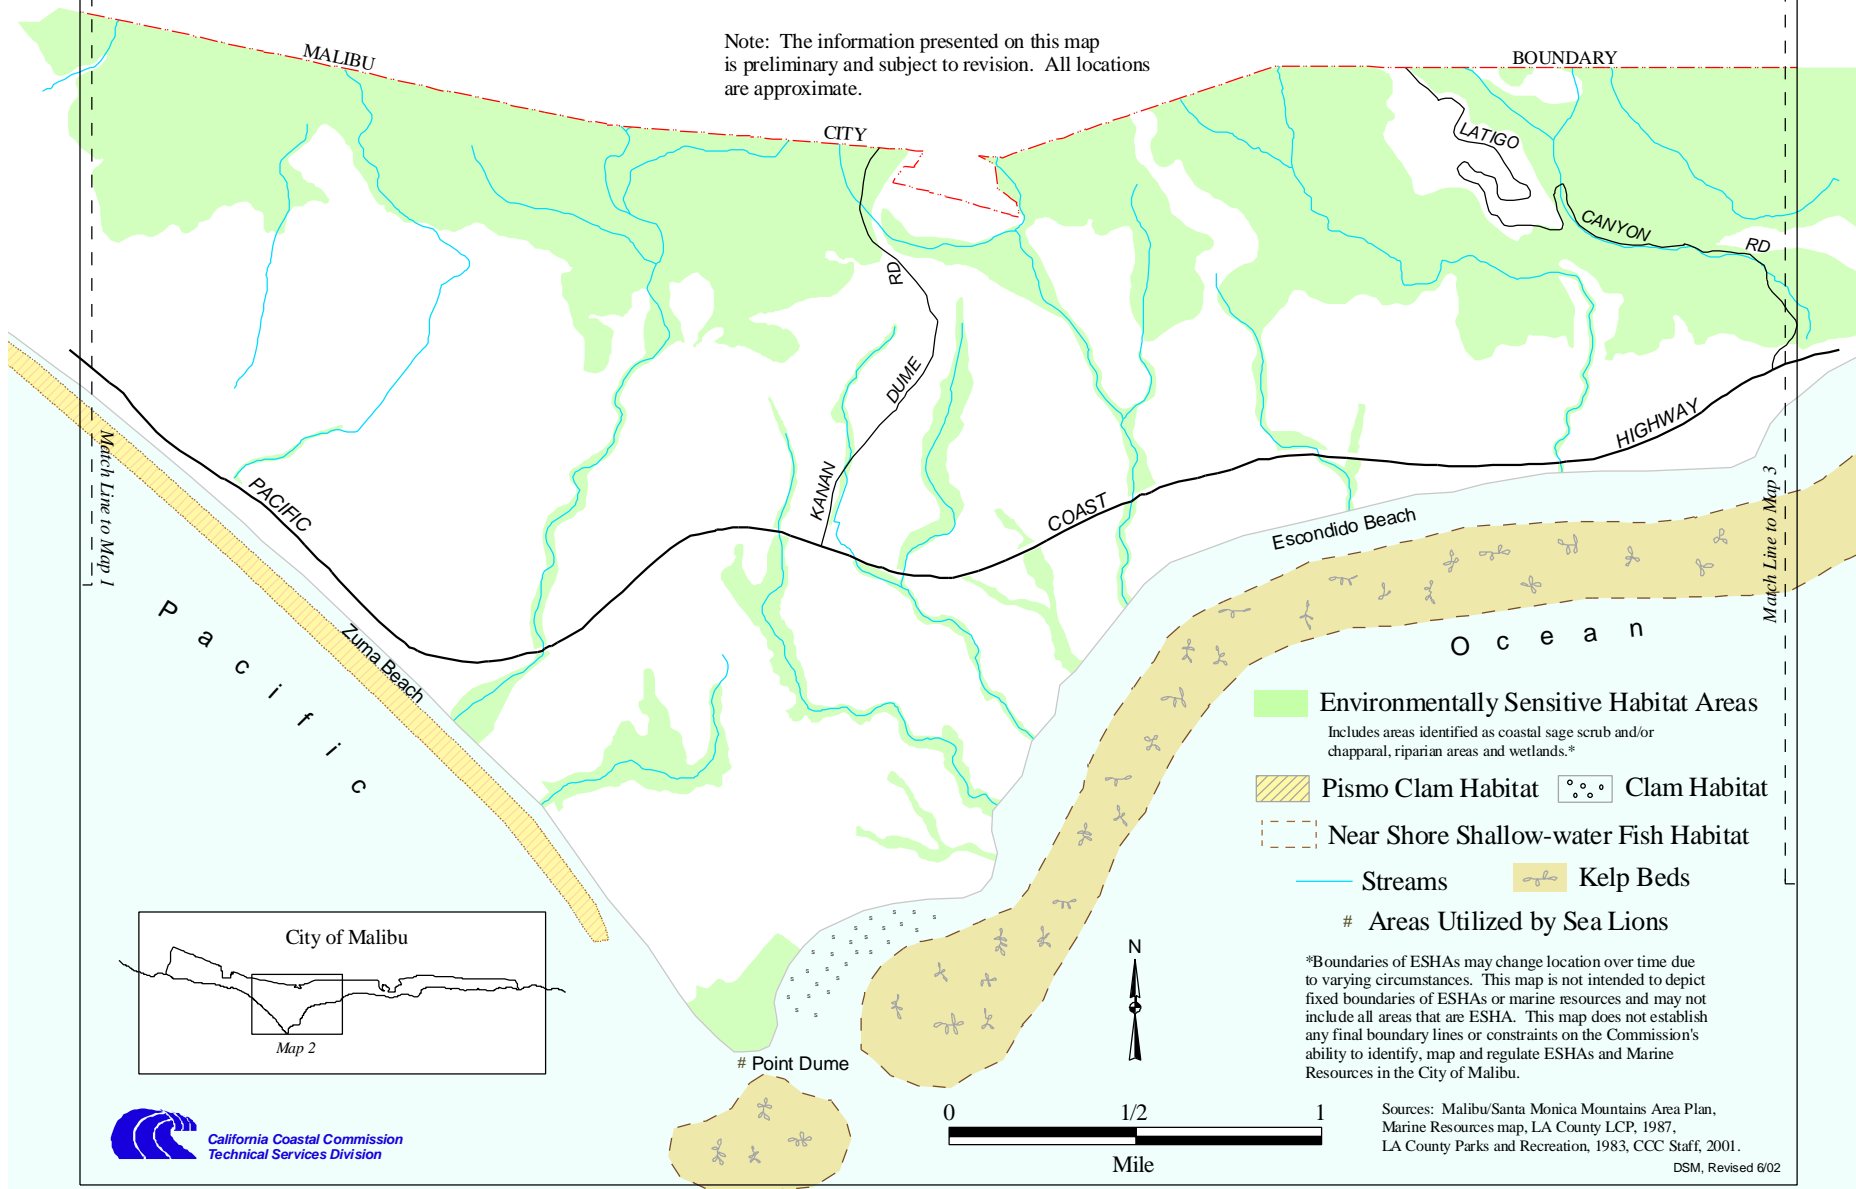 Note: The information presented on this map
is preliminary and subject to revision. All locations
are approximate.
MALIBU
CITY
BOUNDARY
LATIGO
CANYON
RD
RD
DUME
KANAN
PACIFIC
COAST
HIGHWAY
Match Line to Map 1
Match Line to Map 3
Zuma Beach
Escondido Beach
Pacific
Ocean
Environmentally Sensitive Habitat Areas
Includes areas identified as coastal sage scrub and/or
chapparal, riparian areas and wetlands.*
Pismo Clam Habitat
Clam Habitat
Near Shore Shallow-water Fish Habitat
Streams
Kelp Beds
# Areas Utilized by Sea Lions
*Boundaries of ESHAs may change location over time due
to varying circumstances. This map is not intended to depict
fixed boundaries of ESHAs or marine resources and may not
include all areas that are ESHA. This map does not establish
any final boundary lines or constraints on the Commission's
ability to identify, map and regulate ESHAs and Marine
Resources in the City of Malibu.
City of Malibu
Map 2
# Point Dume
N
0 1/2 1
Mile
California Coastal Commission
Technical Services Division
Sources: Malibu/Santa Monica Mountains Area Plan,
Marine Resources map, LA County LCP, 1987,
LA County Parks and Recreation, 1983, CCC Staff, 2001.
DSM, Revised 6/02